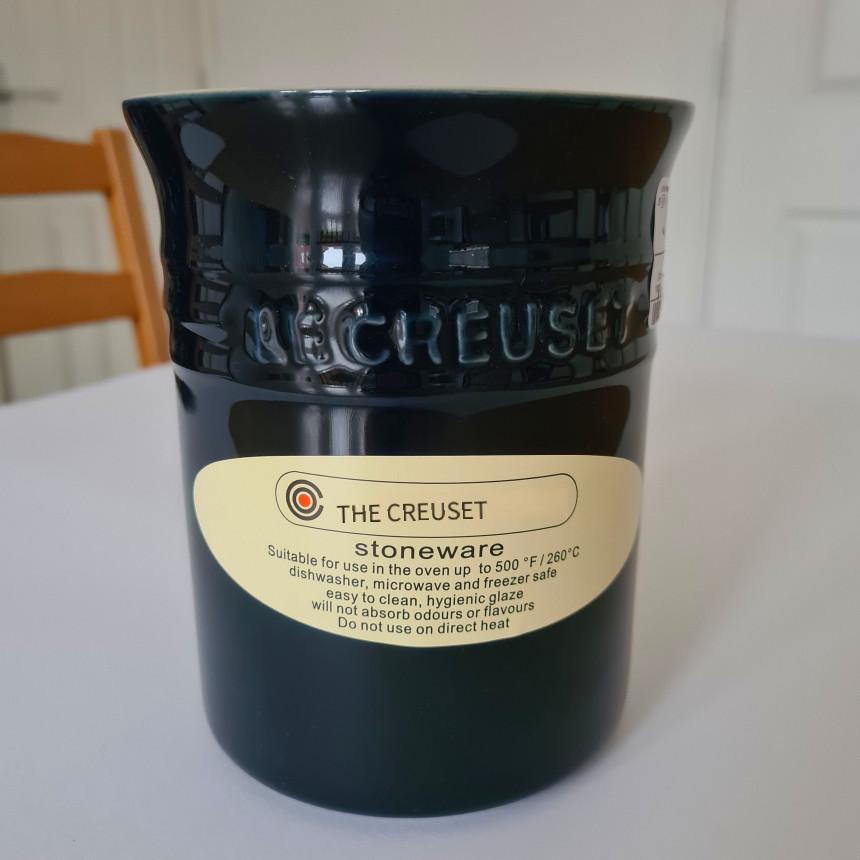 LE CREUSET
THE CREUSET
stoneware
Suitable for use in the oven up to 500 °F / 260°C
dishwasher, microwave and freezer safe
easy to clean, hygienic glaze
will not absorb odours or flavours
Do not use on direct heat